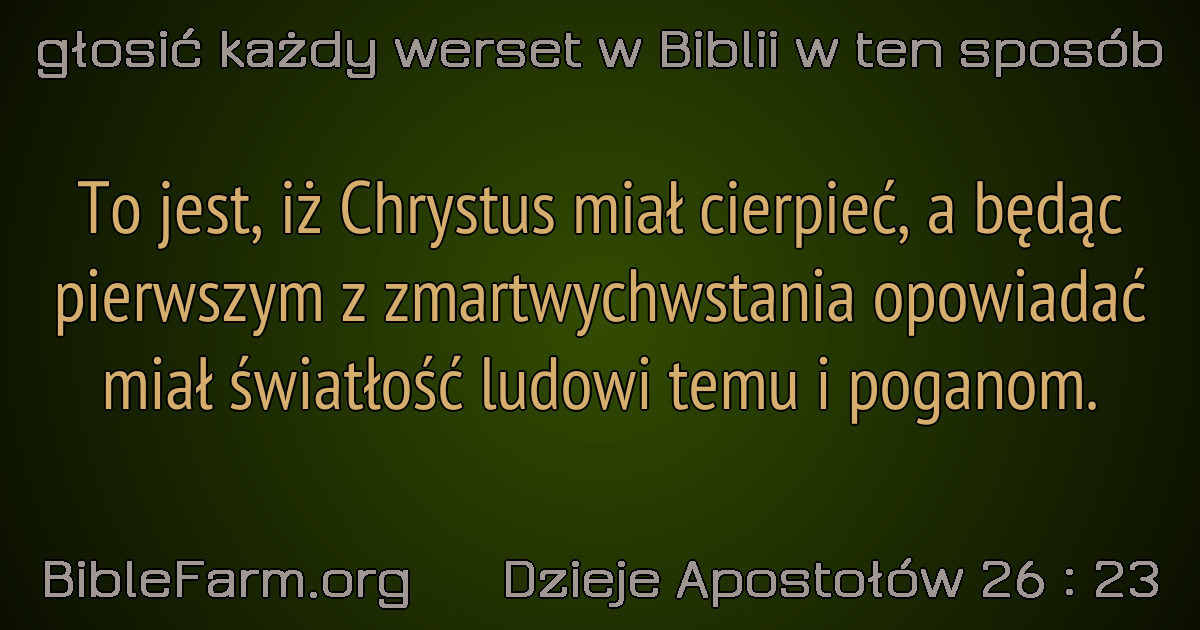 głosić każdy werset w Biblii w ten sposób
To jest, iż Chrystus miał cierpieć, a będąc
pierwszym z zmartwychwstania opowiadać
miał światłość ludowi temu i poganom.
BibleFarm.org Dzieje Apostołów 26 : 23